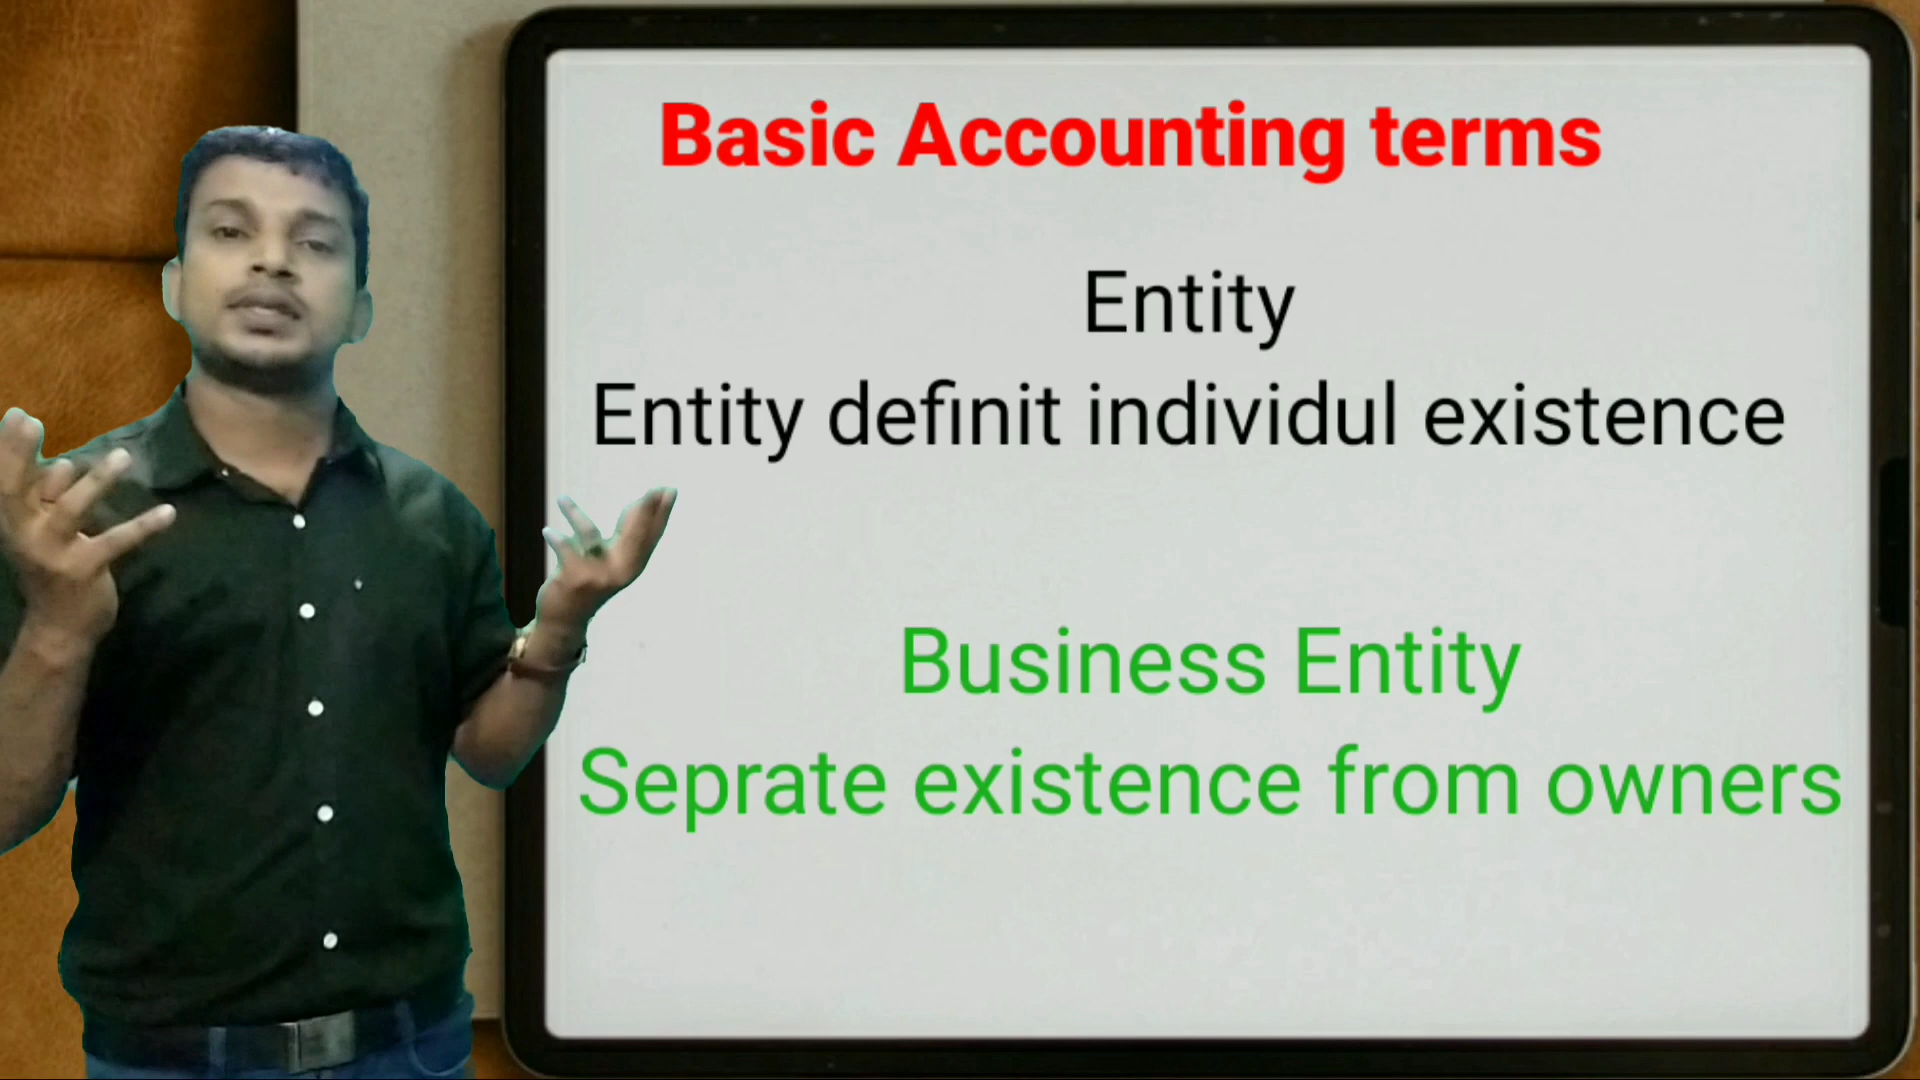 Basic Accounting terms
Entity
Entity definit individul existence
Business Entity
Seprate existence from owners